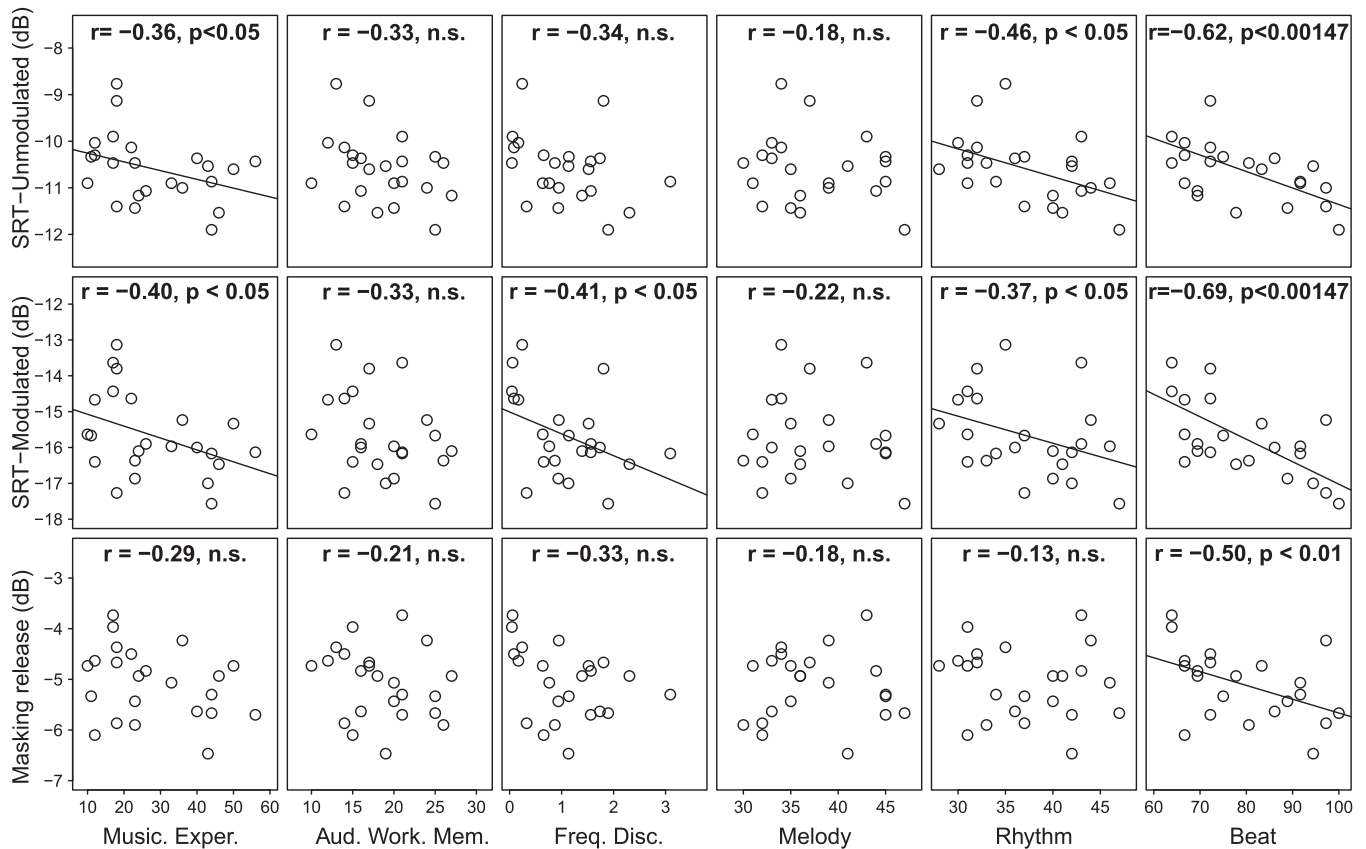 r= −0.36, p<0.05
r = −0.33, n.s.
r = −0.34, n.s.
r = −0.18, n.s.
r = −0.46, p < 0.05
r=−0.62, p<0.00147
SRT−Unmodulated (dB)
−8
−9
−10
−11
−12
r = −0.40, p < 0.05
r = −0.33, n.s.
r = −0.41, p < 0.05
r = −0.22, n.s.
r = −0.37, p < 0.05
r=−0.69, p<0.00147
SRT−Modulated (dB)
−12
−13
−14
−15
−16
−17
−18
r = −0.29, n.s.
r = −0.21, n.s.
r = −0.33, n.s.
r = −0.18, n.s.
r = −0.13, n.s.
r = −0.50, p < 0.01
Masking release (dB)
−3
−4
−5
−6
−7
10 20 30 40 50 60
10 15 20 25 30
0 1 2 3
30 35 40 45
30 35 40 45
60 70 80 90 100
Music. Exper.
Aud. Work. Mem.
Freq. Disc.
Melody
Rhythm
Beat